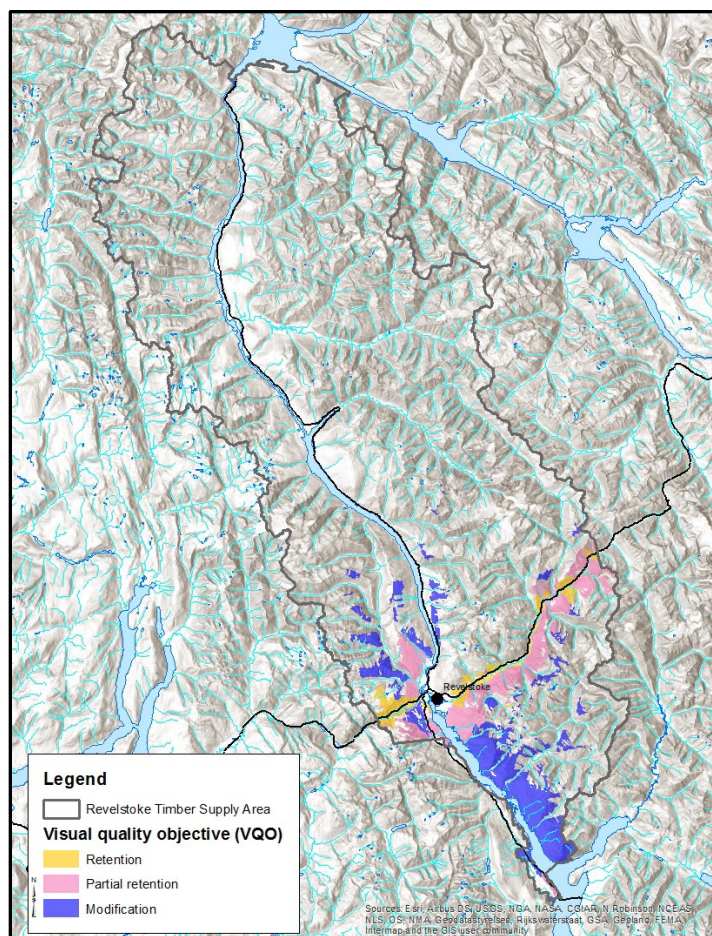 Revelstoke
Legend
Revelstoke Timber Supply Area
Visual quality objective (VQO)
Retention
Partial retention
Modification
N
Sources: Esri, Airbus DS, USGS, NGA, NASA, CGIAR, N Robinson, NCEAS,
NLS, OS, NMA, Geodatastyrelsen, Rijkswaterstaat, GSA, Geoland, FEMA,
Intermap and the GIS user community